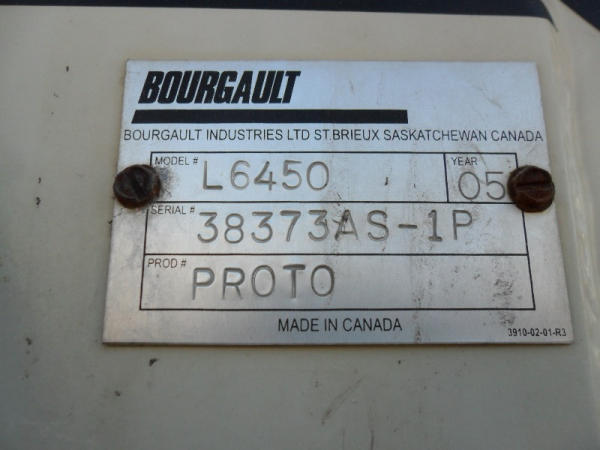 BOURGAULT
BOURGAULT INDUSTRIES LTD ST.BRIEUX SASKATCHEWAN CANADA
MODEL # L6450 YEAR 05
SERIAL # 38373AS-1P
PROD # PROTO
MADE IN CANADA
3910-02-01-R3